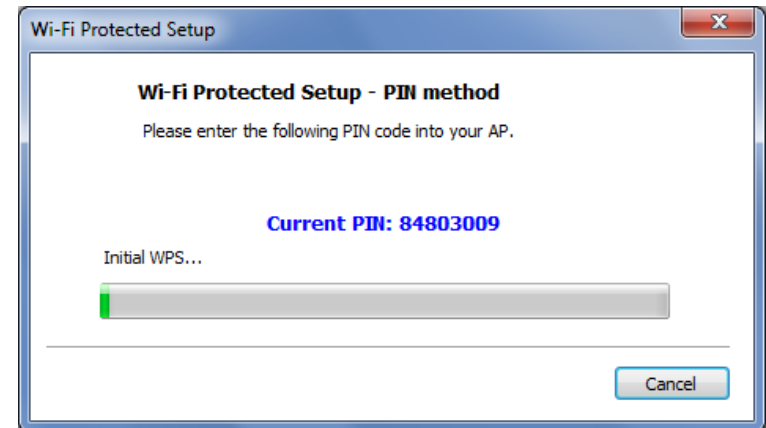 Wi-Fi Protected Setup
X
Wi-Fi Protected Setup - PIN method
Please enter the following PIN code into your AP.
Current PIN: 84803009
Initial WPS...
Cancel